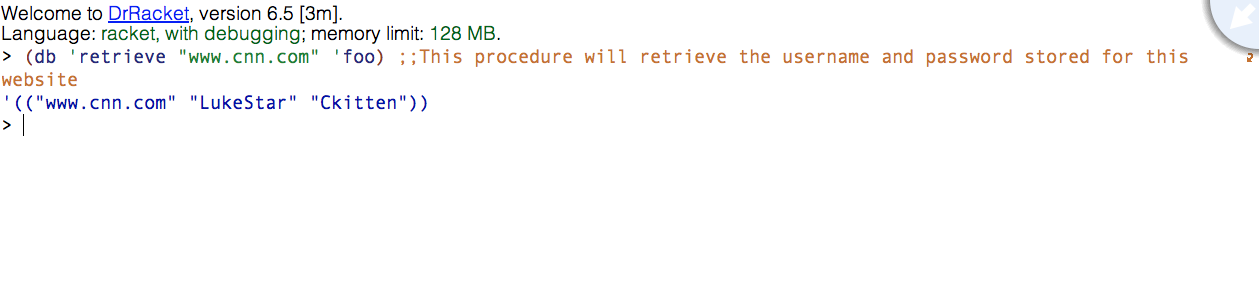 Welcome to DrRacket, version 6.5 [3m].
Language: racket, with debugging; memory limit: 128 MB.
> (db 'retrieve "www.cnn.com" 'foo) ;;This procedure will retrieve the username and password stored for this
website
'(("www.cnn.com" "LukeStar" "Ckitten"))
>